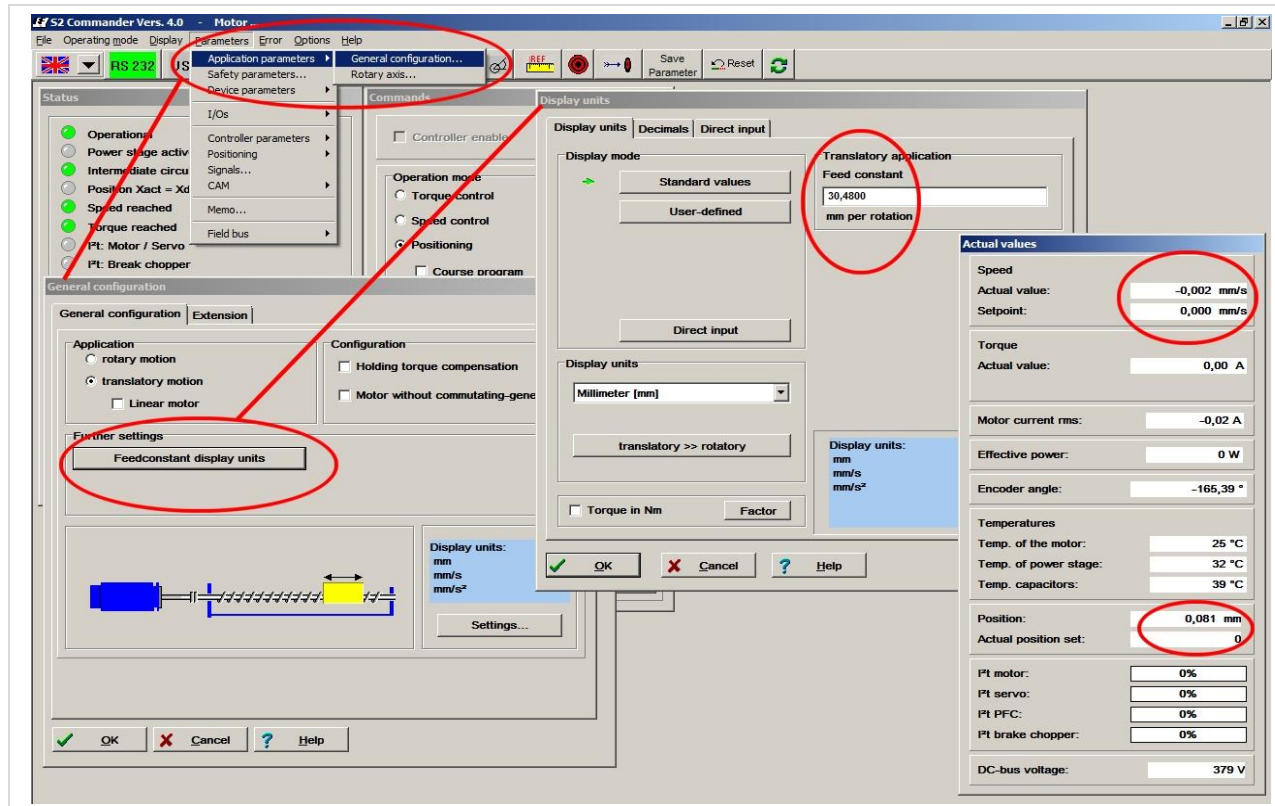 S2 Commander Vers. 4.0 - Motor ...
File Operating mode Display Parameters Error Options Help
RS 232 US
REF
Save Parameter
Reset
Application parameters
Safety parameters...
Device parameters
I/Os
Controller parameters
Positioning
Signals...
CAM
Memo...
Field bus
General configuration...
Rotary axis...
Status
Operational
Power stage activ
Intermediate circu
Position Xact = Xd
Speed reached
Torque reached
I²t: Motor / Servo
I²t: Break chopper
Commands
Controller enable
Operation mode
Torque control
Speed control
Positioning
Course program
General configuration
General configuration Extension
Application
rotary motion
translatory motion
Linear motor
Configuration
Holding torque compensation
Motor without commutating-gene
Further settings
Feedconstant display units
Display units:
mm
mm/s
mm/s²
Settings...
OK Cancel Help
Display units
Display units Decimals Direct input
Display mode
Standard values
User-defined
Direct input
Translatory application
Feed constant
30,4800
mm per rotation
Display units
Millimeter [mm]
translatory >> rotatory
Torque in Nm Factor
Display units:
mm
mm/s
mm/s²
OK Cancel Help
Actual values
Speed
Actual value: -0,002 mm/s
Setpoint: 0,000 mm/s
Torque
Actual value: 0,00 A
Motor current rms: -0,02 A
Effective power: 0 W
Encoder angle: -165,39 °
Temperatures
Temp. of the motor: 25 °C
Temp. of power stage: 32 °C
Temp. capacitors: 39 °C
Position: 0,081 mm
Actual position set: 0
I²t motor: 0%
I²t servo: 0%
I²t PFC: 0%
I²t brake chopper: 0%
DC-bus voltage: 379 V